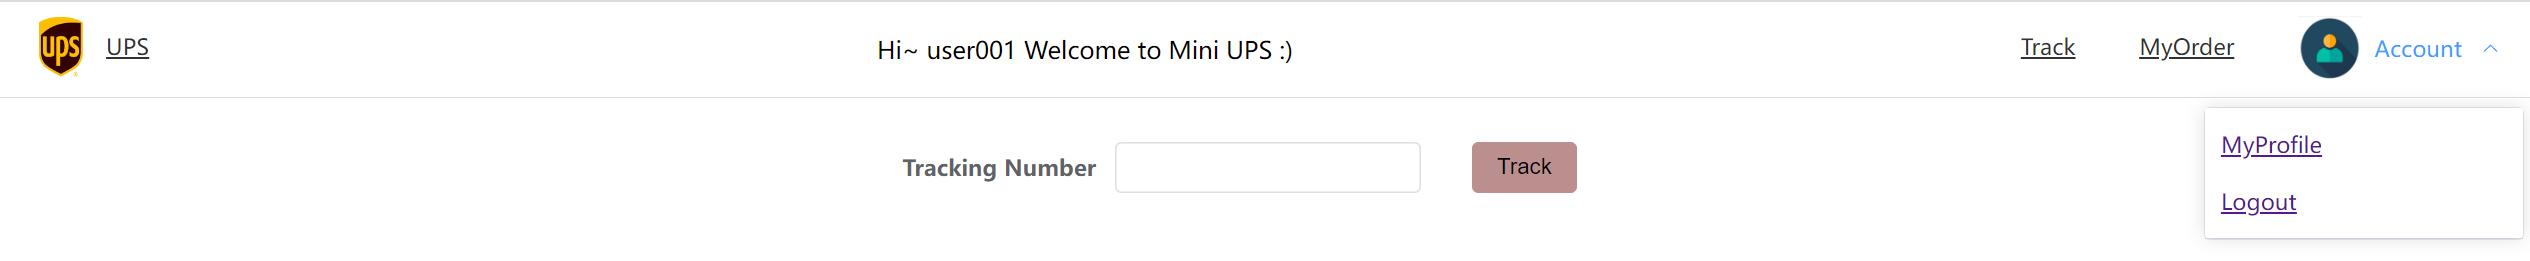 ups UPS
Hi~ user001 Welcome to Mini UPS :)
Track MyOrder Account
Tracking Number Track
MyProfile
Logout